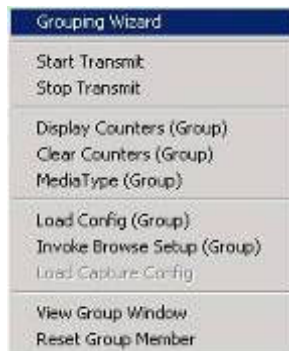 Grouping Wizard
Start Transmit
Stop Transmit
Display Counters (Group)
Clear Counters (Group)
MediaType (Group)
Load Config (Group)
Invoke Browse Setup (Group)
Load Capture Config
View Group Window
Reset Group Member